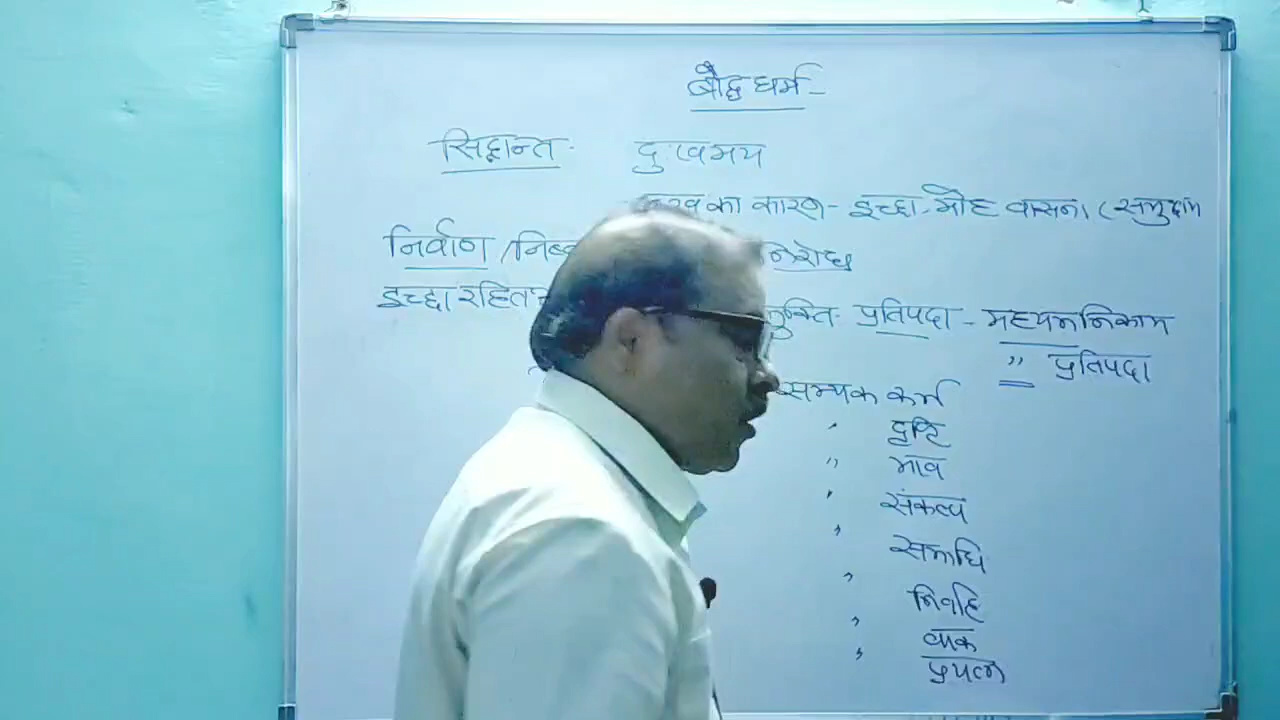 बौद्ध धर्म -
सिद्धान्त - दुःखमय
का कारण - इच्छा - मोह वासना (समुदाय
निर्वाण / निरोध
इच्छा रहित
मुक्ति - प्रतिपदा - मध्यमनिकाय
" प्रतिपदा
सम्यक कर्म
" दृष्टि
" भाव
" संकल्प
" समाधि
" निर्वाह
" वाक
" प्रयत्न